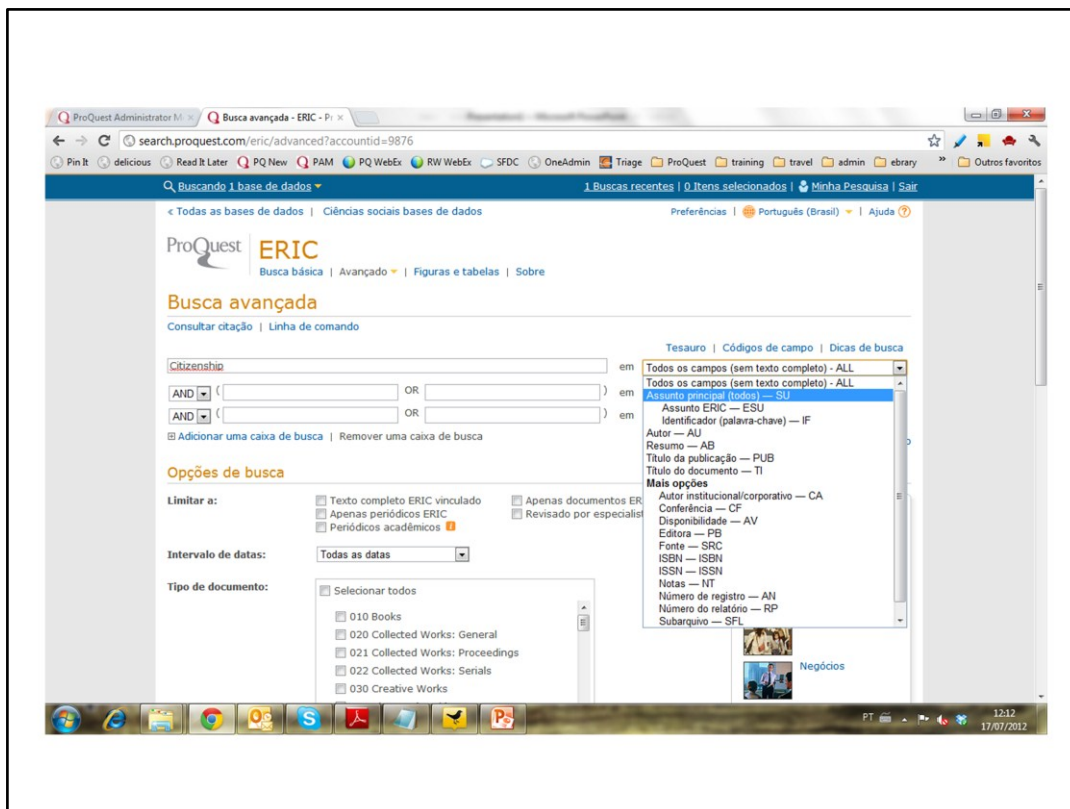 ProQuest Administrator M
Busca avançada - ERIC - Pr
search.proquest.com/eric/advanced?accountid=9876
Pin It delicious Read It Later PQ New PAM PQ WebEx RW WebEx SFDC OneAdmin Triage ProQuest training travel admin ebrary » Outros favoritos
Buscando 1 base de dados
1 Buscas recentes | 0 Itens selecionados | Minha Pesquisa | Sair
< Todas as bases de dados | Ciências sociais bases de dados
Preferências | Português (Brasil) | Ajuda ?
ProQuest ERIC
Busca básica | Avançado | Figuras e tabelas | Sobre
Busca avançada
Consultar citação | Linha de comando
Tesauro | Códigos de campo | Dicas de busca
Citizenship em Todos os campos (sem texto completo) - ALL
AND ( OR ) em
AND ( OR ) em
Todos os campos (sem texto completo) - ALL
Assunto principal (todos) — SU
Assunto ERIC — ESU
Identificador (palavra-chave) — IF
Autor — AU
Resumo — AB
Título da publicação — PUB
Título do documento — TI
Mais opções
Autor institucional/corporativo — CA
Conferência — CF
Disponibilidade — AV
Editora — PB
Fonte — SRC
ISBN — ISBN
ISSN — ISSN
Notas — NT
Número de registro — AN
Número do relatório — RP
Subarquivo — SFL
Adicionar uma caixa de busca | Remover uma caixa de busca
Opções de busca
Limitar a:
Texto completo ERIC vinculado
Apenas documentos ER
Apenas periódicos ERIC
Revisado por especialist
Periódicos acadêmicos
Intervalo de datas: Todas as datas
Tipo de documento:
Selecionar todos
010 Books
020 Collected Works: General
021 Collected Works: Proceedings
022 Collected Works: Serials
030 Creative Works
Negócios
PT
12:12
17/07/2012